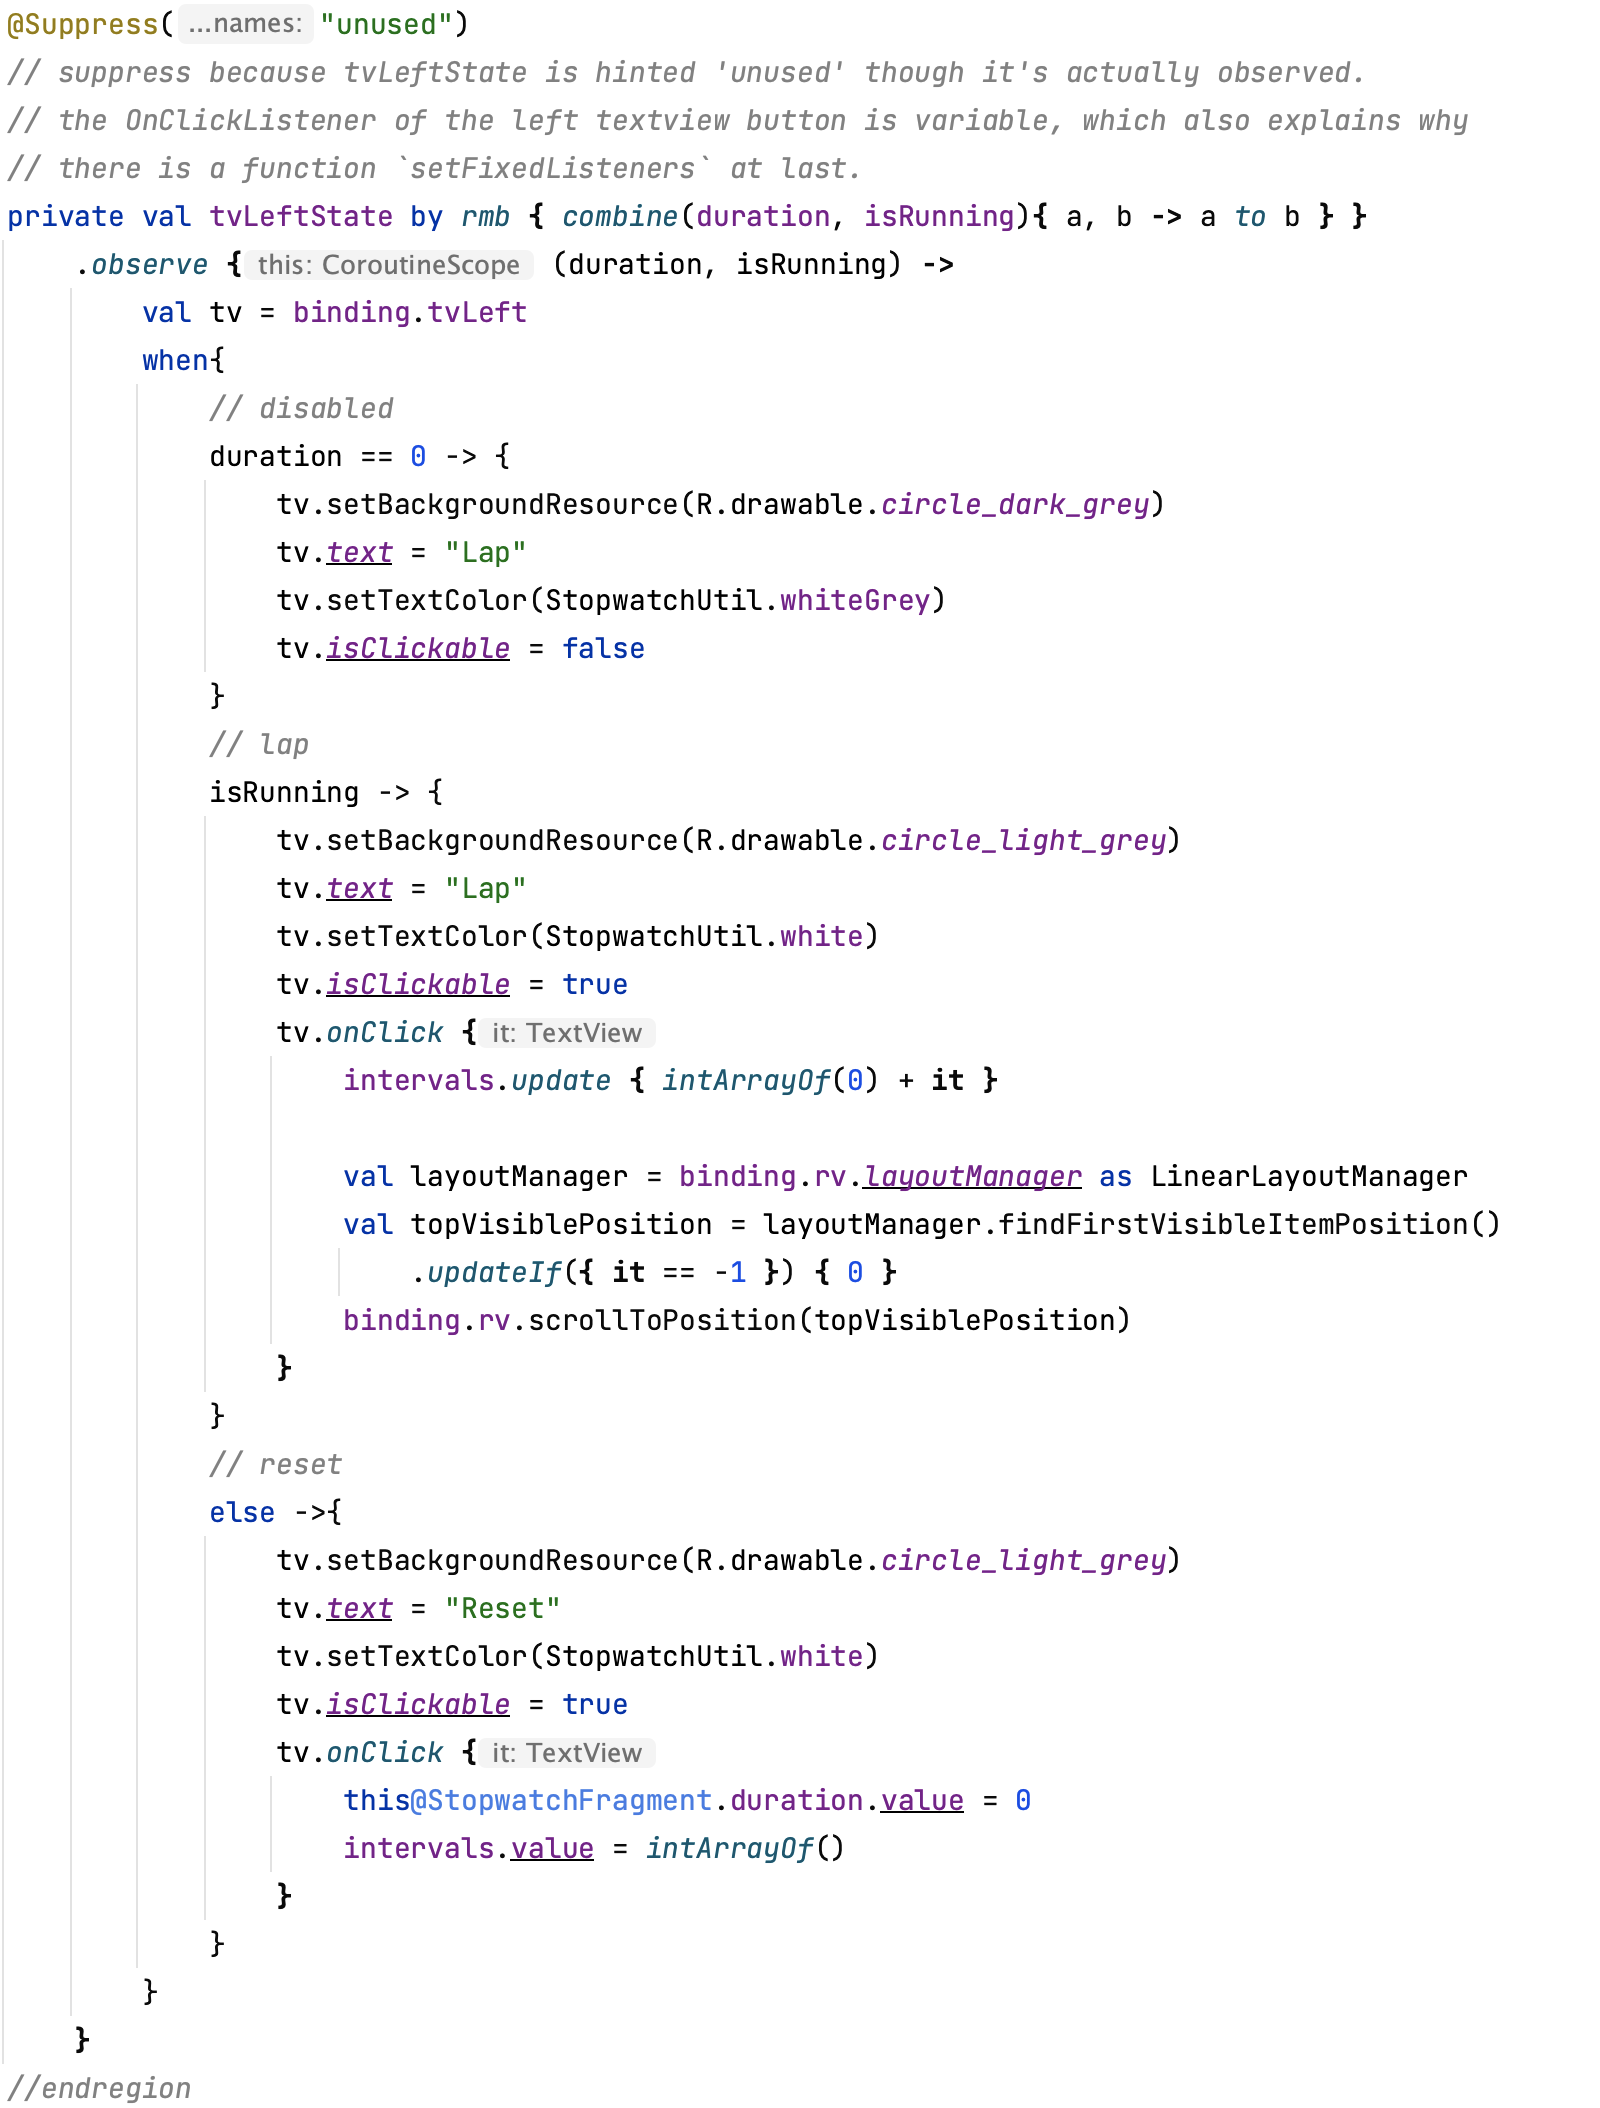 @Suppress( ...names: "unused")
// suppress because tvLeftState is hinted 'unused' though it's actually observed.
// the OnClickListener of the left textview button is variable, which also explains why
// there is a function `setFixedListeners` at last.
private val tvLeftState by rmb { combine(duration, isRunning){ a, b -> a to b } }
    .observe { this: CoroutineScope (duration, isRunning) ->
        val tv = binding.tvLeft
        when{
            // disabled
            duration == 0 -> {
                tv.setBackgroundResource(R.drawable.circle_dark_grey)
                tv.text = "Lap"
                tv.setTextColor(StopwatchUtil.whiteGrey)
                tv.isClickable = false
            }
            // lap
            isRunning -> {
                tv.setBackgroundResource(R.drawable.circle_light_grey)
                tv.text = "Lap"
                tv.setTextColor(StopwatchUtil.white)
                tv.isClickable = true
                tv.onClick { it: TextView
                    intervals.update { intArrayOf(0) + it }

                    val layoutManager = binding.rv.layoutManager as LinearLayoutManager
                    val topVisiblePosition = layoutManager.findFirstVisibleItemPosition()
                        .updateIf({ it == -1 }) { 0 }
                    binding.rv.scrollToPosition(topVisiblePosition)
                }
            }
            // reset
            else ->{
                tv.setBackgroundResource(R.drawable.circle_light_grey)
                tv.text = "Reset"
                tv.setTextColor(StopwatchUtil.white)
                tv.isClickable = true
                tv.onClick { it: TextView
                    this@StopwatchFragment.duration.value = 0
                    intervals.value = intArrayOf()
                }
            }
        }
    }
//endregion